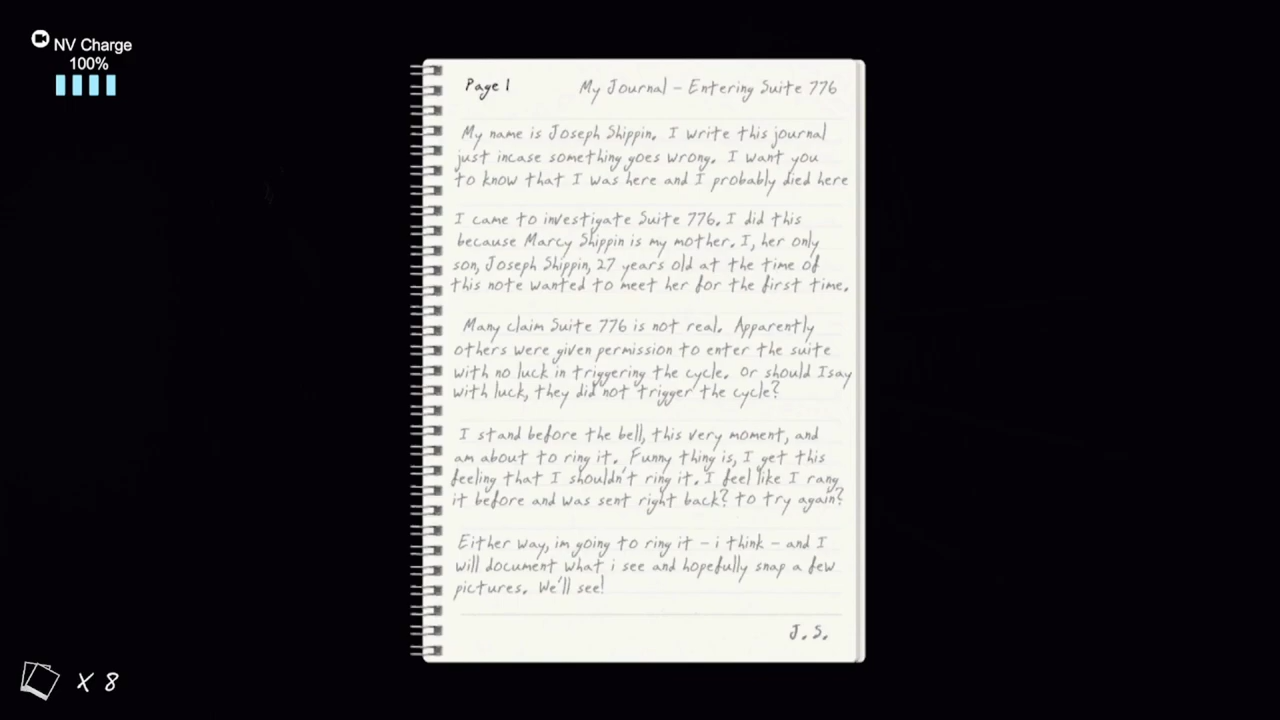 NV Charge
100%
Page 1
My Journal - Entering Suite 776
My name is Joseph Shippin. I write this journal
just incase something goes wrong. I want you
to know that I was here and I probably died here
I came to investigate Suite 776. I did this
because Marcy Shippin is my mother. I, her only
son, Joseph Shippin, 27 years old at the time of
this note wanted to meet her for the first time.
Many claim Suite 776 is not real. Apparently
others were given permission to enter the suite
with no luck in triggering the cycle. Or should I say
with luck, they did not trigger the cycle?
I stand before the bell, this very moment, and
am about to ring it. Funny thing is, I get this
feeling that I shouldn't ring it. I feel like I rang
it before and was sent right back? to try again?
Either way, im going to ring it - i think - and I
will document what i see and hopefully snap a few
pictures. We'll see!
J.S.
X 8